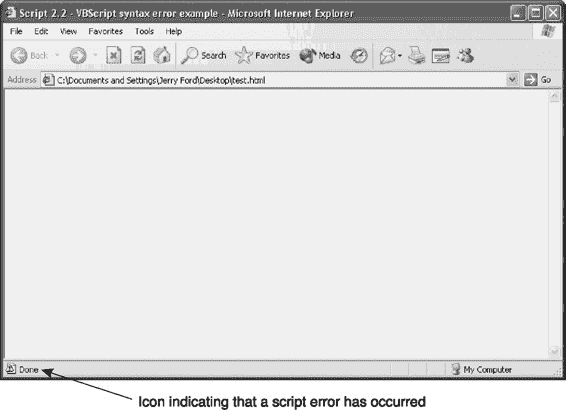 Script 2.2 - VBScript syntax error example - Microsoft Internet Explorer
File Edit View Favorites Tools Help
Back Search Favorites Media
Address C:\Documents and Settings\Jerry Ford\Desktop\test.html Go
Done My Computer
Icon indicating that a script error has occurred